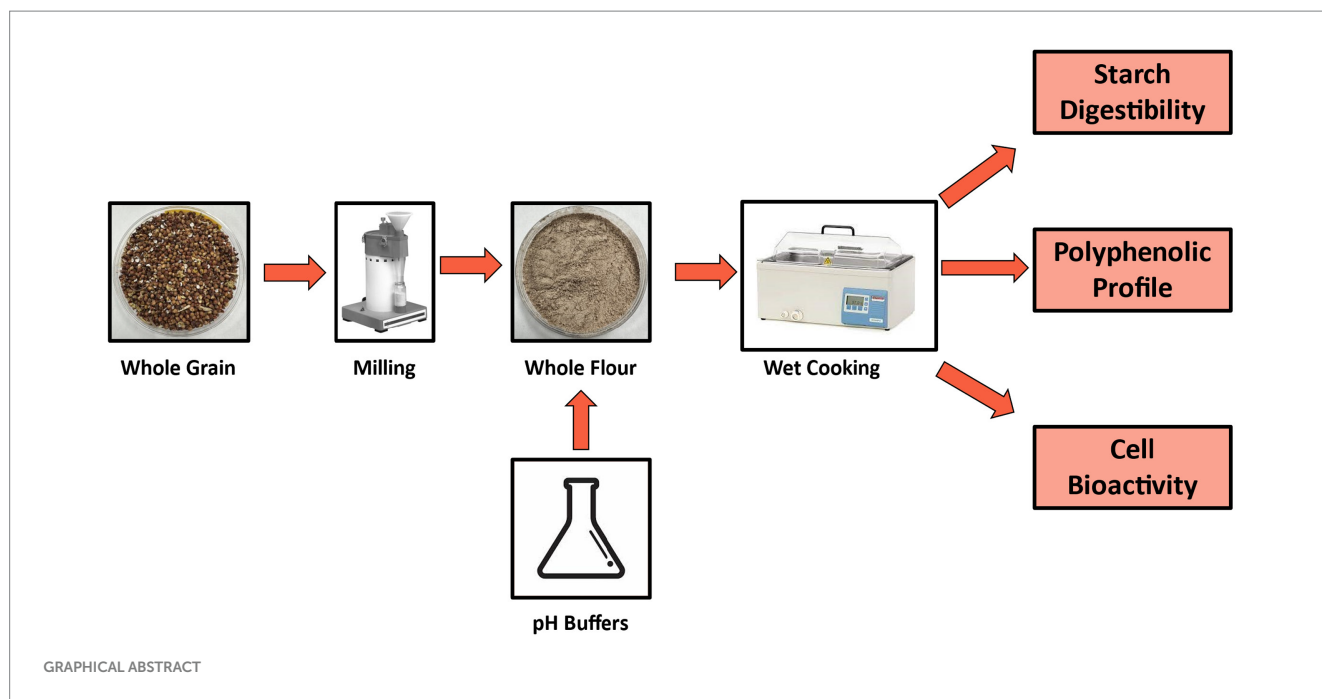 Starch
Digestibility
Polyphenolic
Profile
Whole Grain
Milling
Whole Flour
Wet Cooking
Cell
Bioactivity
pH Buffers
GRAPHICAL ABSTRACT